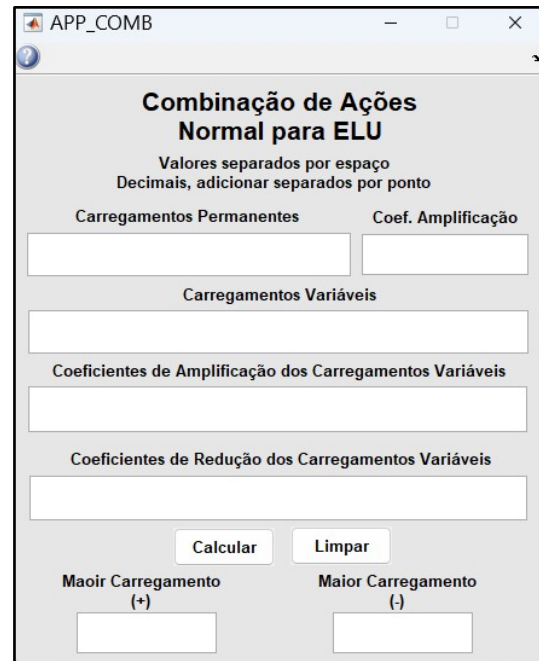 APP_COMB
Combinação de Ações
Normal para ELU
Valores separados por espaço
Decimais, adicionar separados por ponto
Carregamentos Permanentes
Coef. Amplificação
Carregamentos Variáveis
Coeficientes de Amplificação dos Carregamentos Variáveis
Coeficientes de Redução dos Carregamentos Variáveis
Calcular
Limpar
Maoir Carregamento
(+)
Maior Carregamento
(-)